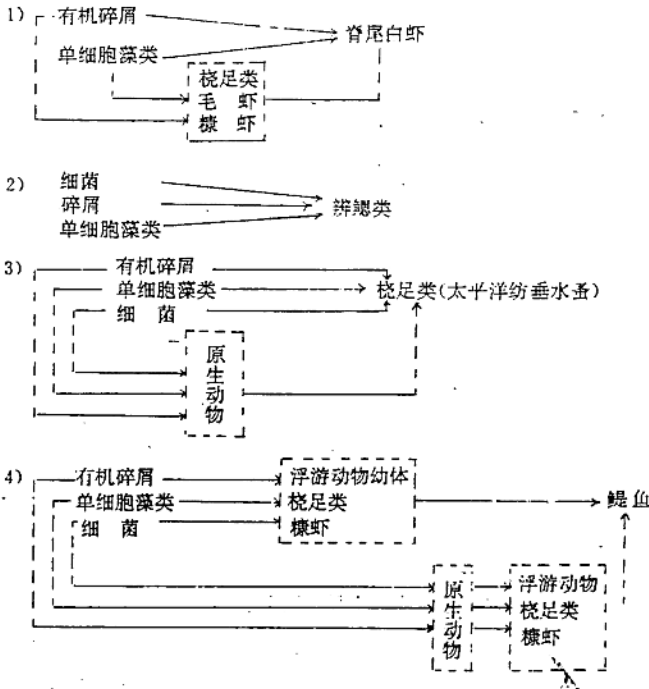 1) 有机碎屑
脊尾白虾
单细胞藻类
桡足类
毛 虾
糠 虾
2) 细菌
碎屑
辨鳃类
单细胞藻类
3) 有机碎屑
单细胞藻类
桡足类(太平洋纺垂水蚤)
细 菌
原生动物
4) 有机碎屑
浮游动物幼体
单细胞藻类
桡足类
鳀鱼
细 菌
糠虾
原生动物
浮游动物
桡足类
糠虾